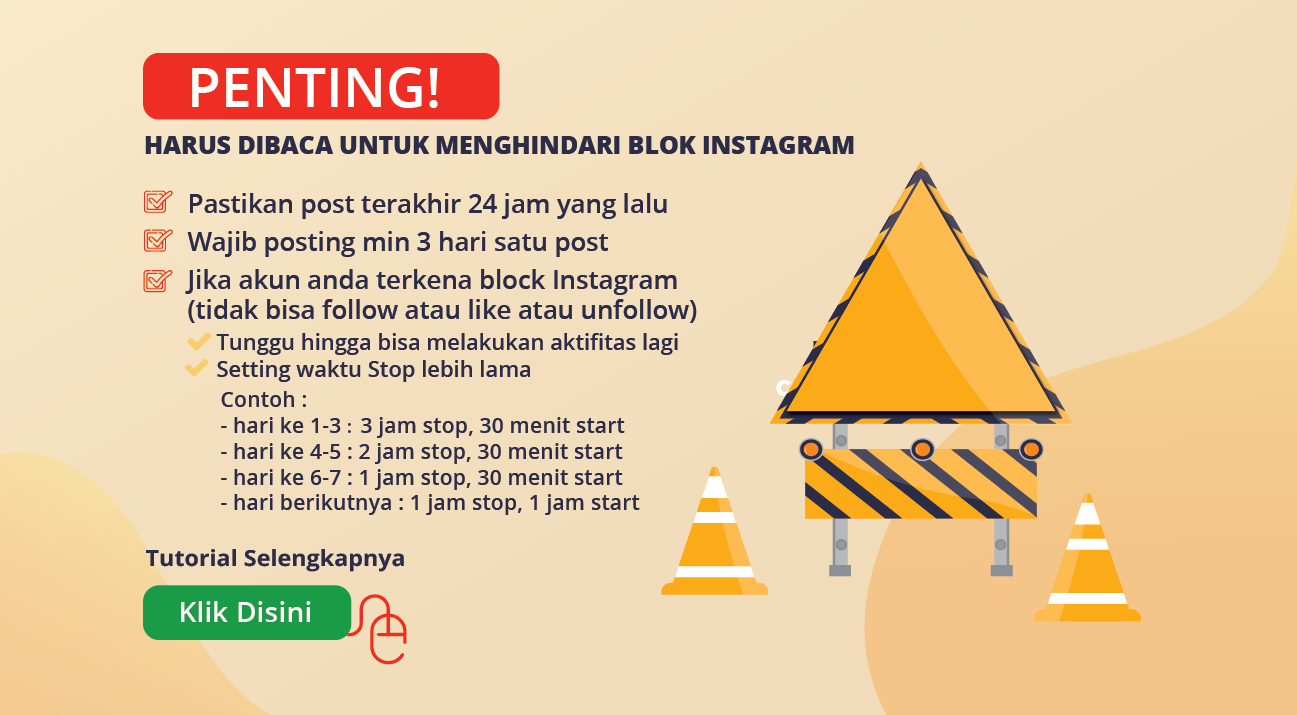 PENTING!
HARUS DIBACA UNTUK MENGHINDARI BLOK INSTAGRAM
Pastikan post terakhir 24 jam yang lalu
Wajib posting min 3 hari satu post
Jika akun anda terkena block Instagram
(tidak bisa follow atau like atau unfollow)
Tunggu hingga bisa melakukan aktifitas lagi
Setting waktu Stop lebih lama
Contoh :
- hari ke 1-3 : 3 jam stop, 30 menit start
- hari ke 4-5 : 2 jam stop, 30 menit start
- hari ke 6-7 : 1 jam stop, 30 menit start
- hari berikutnya : 1 jam stop, 1 jam start
Tutorial Selengkapnya
Klik Disini